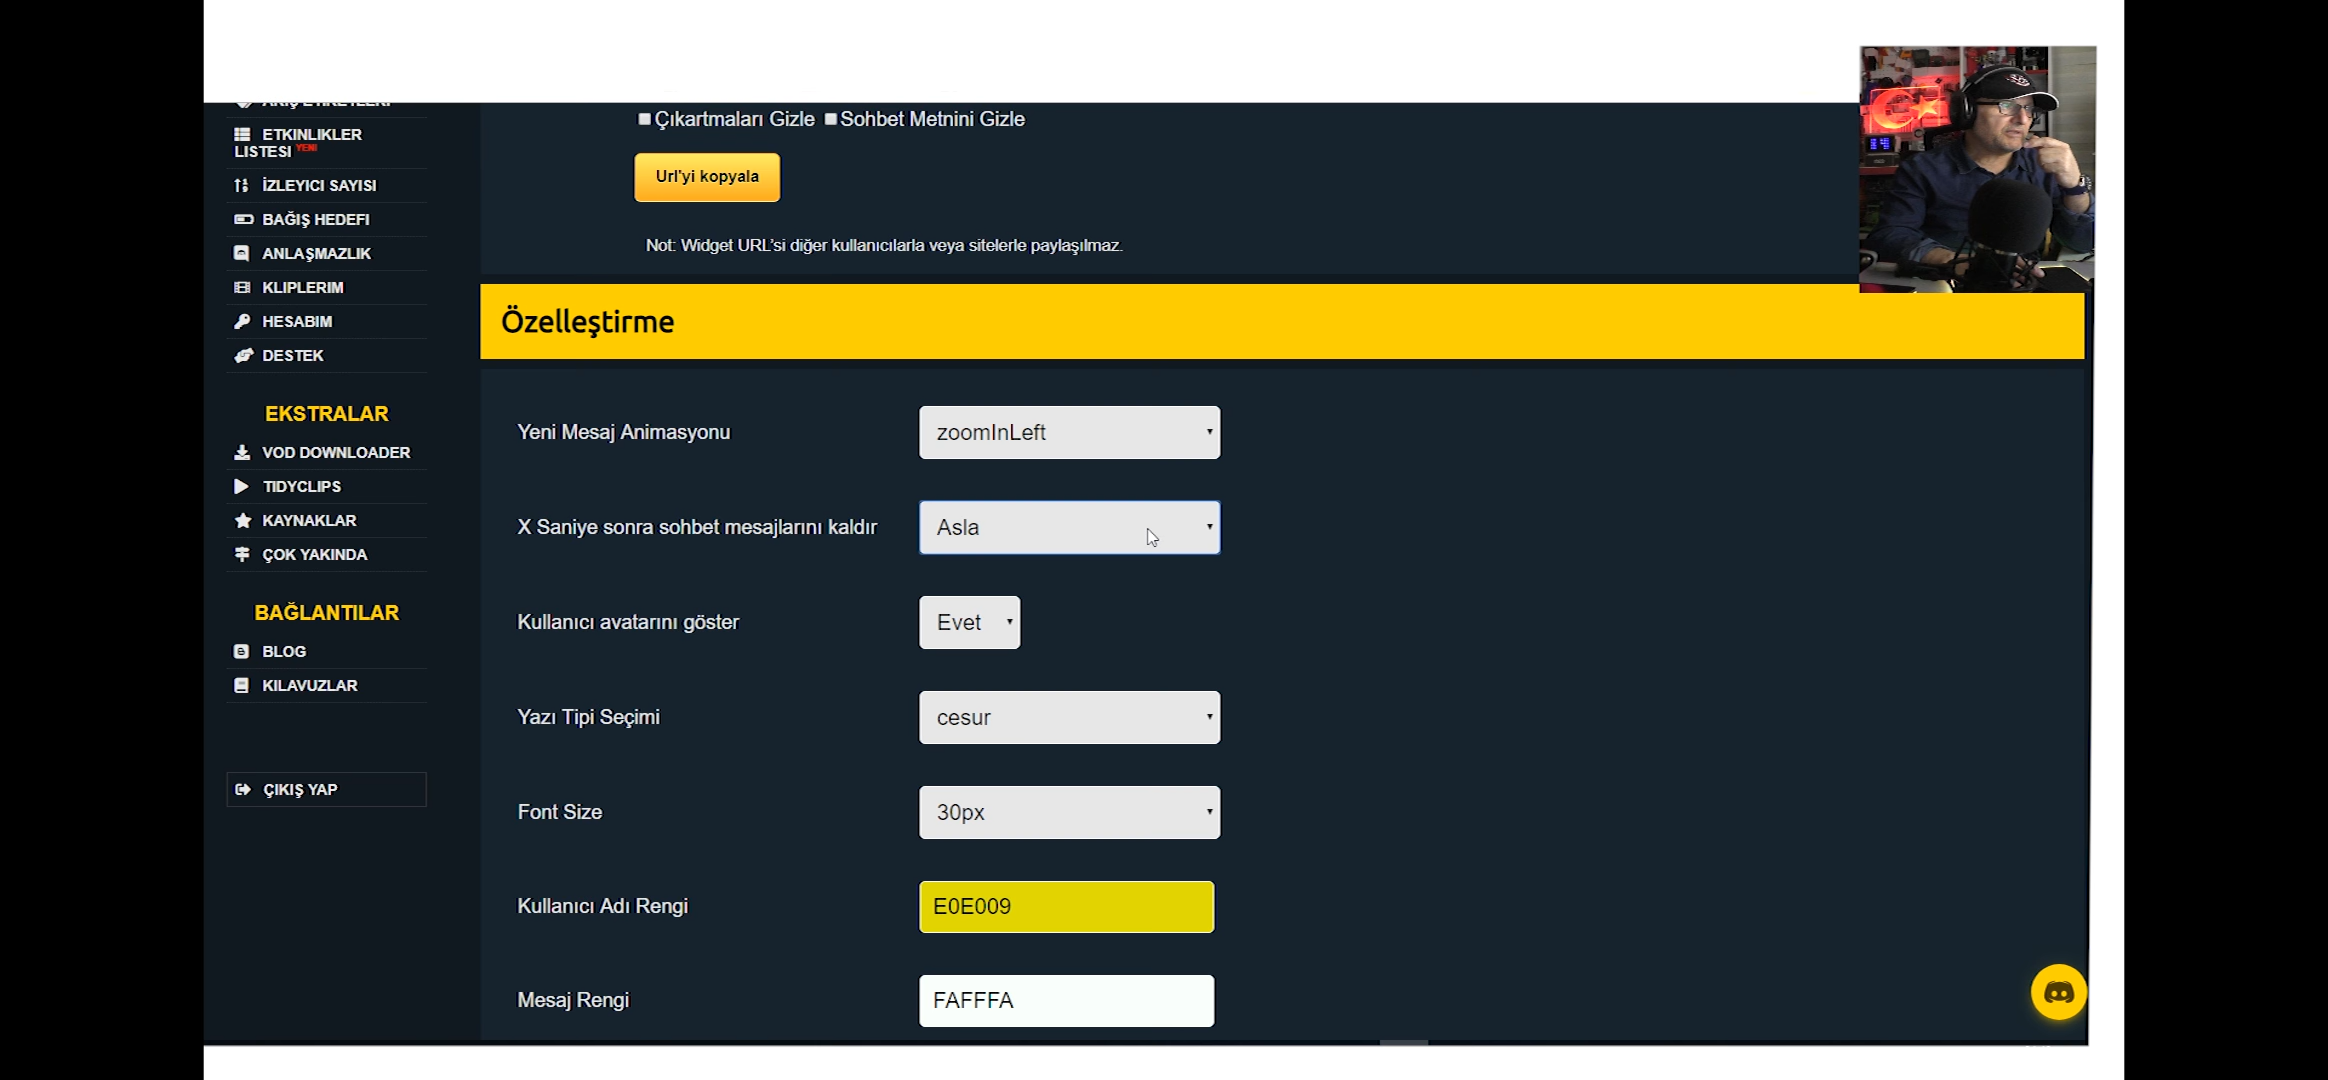 ETKINLIKLER
LISTESI YENI
İZLEYICI SAYISI
BAĞIŞ HEDEFI
ANLAŞMAZLIK
KLIPLERIM
HESABIM
DESTEK
EKSTRALAR
VOD DOWNLOADER
TIDYCLIPS
KAYNAKLAR
ÇOK YAKINDA
BAĞLANTILAR
BLOG
KILAVUZLAR
ÇIKIŞ YAP
Çıkartmaları Gizle Sohbet Metnini Gizle
Url'yi kopyala
Not: Widget URL'si diğer kullanıcılarla veya sitelerle paylaşılmaz.
Özelleştirme
Yeni Mesaj Animasyonu zoomInLeft
X Saniye sonra sohbet mesajlarını kaldır Asla
Kullanıcı avatarını göster Evet
Yazı Tipi Seçimi cesur
Font Size 30px
Kullanıcı Adı Rengi E0E009
Mesaj Rengi FAFFFA